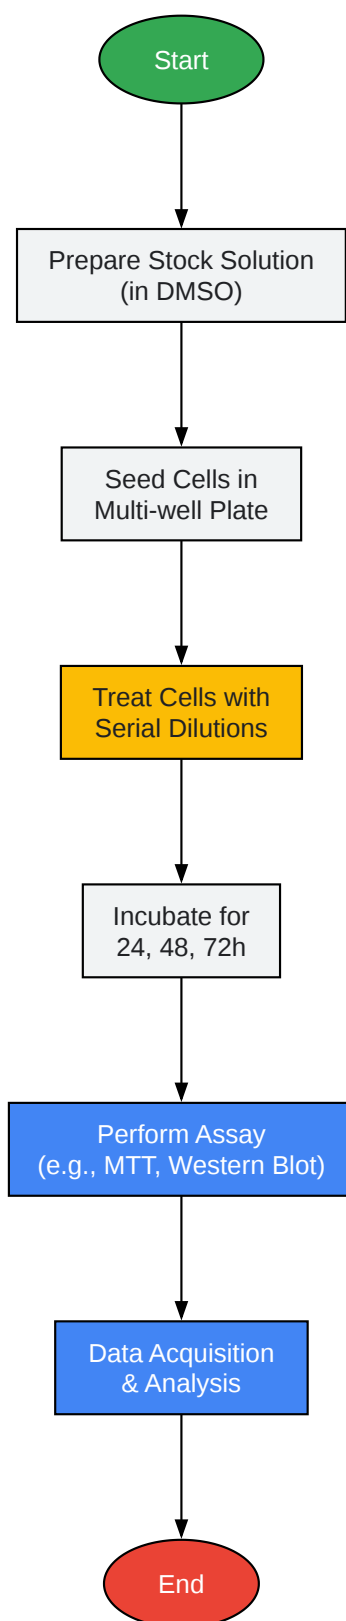 Start
Prepare Stock Solution
(in DMSO)
Seed Cells in
Multi-well Plate
Treat Cells with
Serial Dilutions
Incubate for
24, 48, 72h
Perform Assay
(e.g., MTT, Western Blot)
Data Acquisition
& Analysis
End